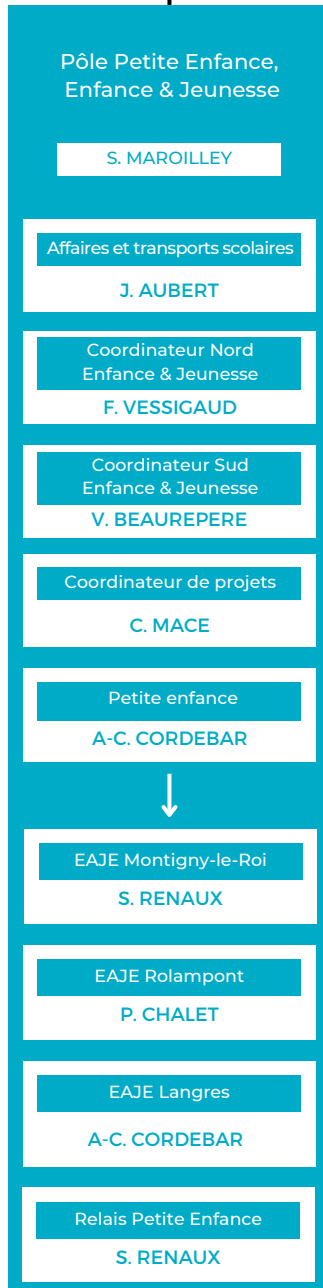 Pôle Petite Enfance,
Enfance & Jeunesse
S. MAROILLEY
Affaires et transports scolaires
J. AUBERT
Coordinateur Nord
Enfance & Jeunesse
F. VESSIGAUD
Coordinateur Sud
Enfance & Jeunesse
V. BEAUREPERE
Coordinateur de projets
C. MACE
Petite enfance
A-C. CORDEBAR
EAJE Montigny-le-Roi
S. RENAUX
EAJE Rolampont
P. CHALET
EAJE Langres
A-C. CORDEBAR
Relais Petite Enfance
S. RENAUX